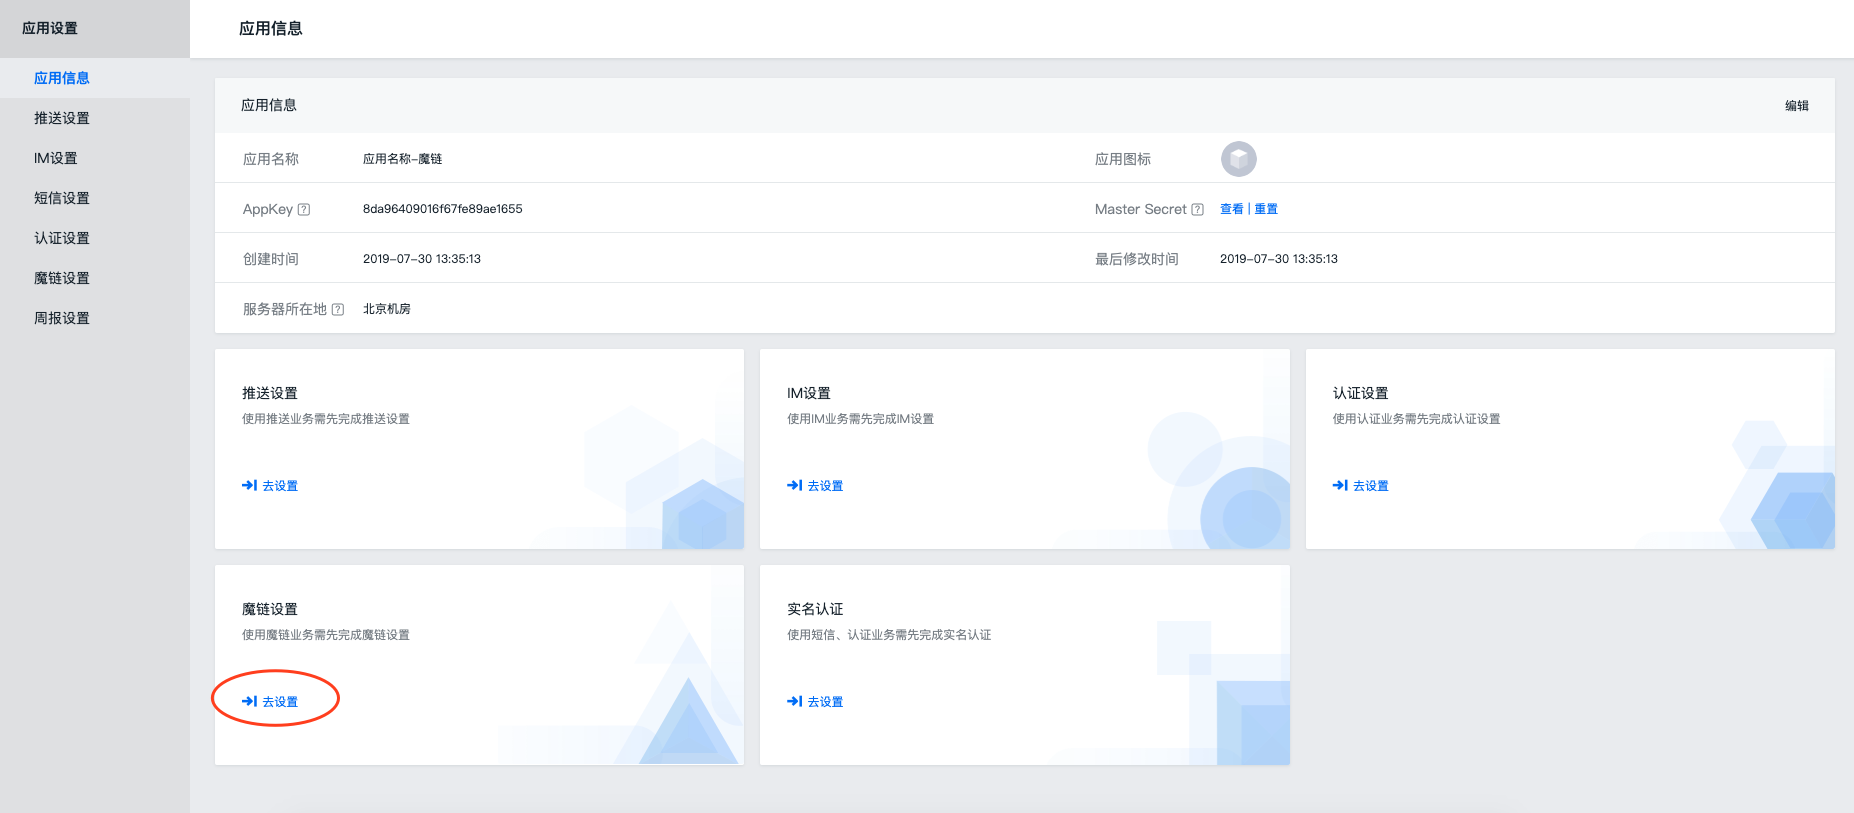 应用设置
应用信息
推送设置
IM设置
短信设置
认证设置
魔链设置
周报设置
应用信息
应用信息
编辑
应用名称 应用名称-魔链 应用图标
AppKey ? 8da96409016f67fe89ae1655 Master Secret ? 查看 | 重置
创建时间 2019-07-30 13:35:13 最后修改时间 2019-07-30 13:35:13
服务器所在地 ? 北京机房
推送设置
使用推送业务需先完成推送设置
去设置
IM设置
使用IM业务需先完成IM设置
去设置
认证设置
使用认证业务需先完成认证设置
去设置
魔链设置
使用魔链业务需先完成魔链设置
去设置
实名认证
使用短信、认证业务需先完成实名认证
去设置